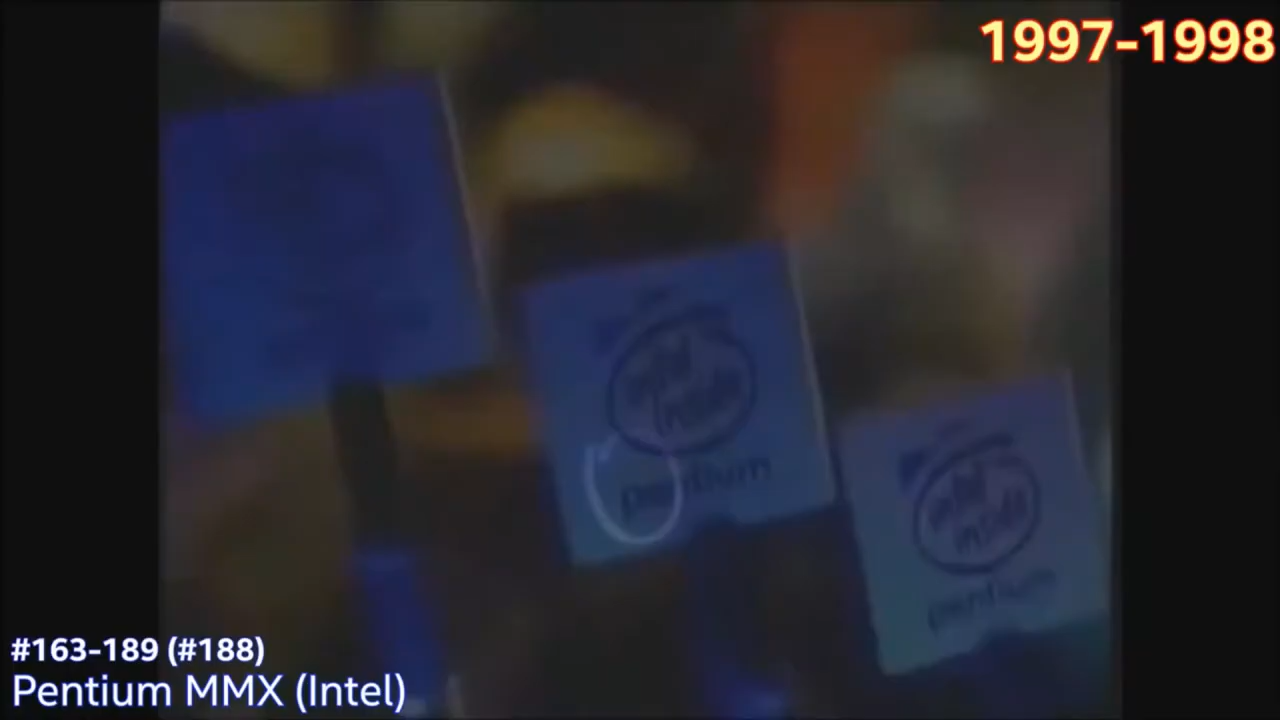 1997-1998
intel
inside
pentium
intel
inside
pentium
#163-189 (#188)
Pentium MMX (Intel)